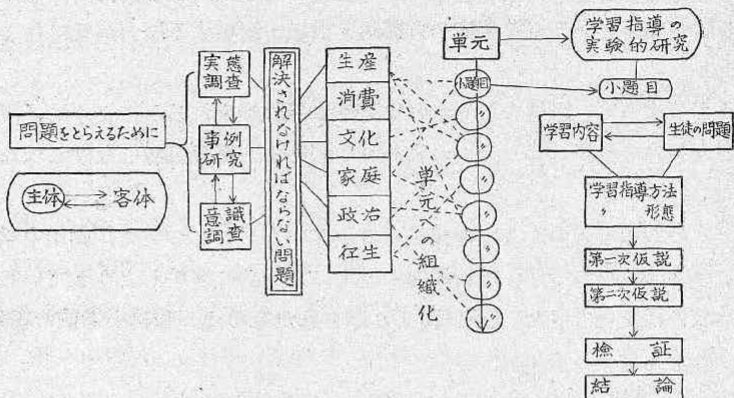 問題をとらえるために
主体 客体
実態
調査
事例
研究
意識
調査
解決されなければならない問題
生産
消費
文化
家庭
政治
衛生
単元への組織化
単元
小題目
〃
〃
〃
〃
〃
〃
〃
学習指導の
実験的研究
小題目
学習内容
生徒の問題
学習指導方法
〃 形態
第一次仮説
第二次仮説
検証
結論